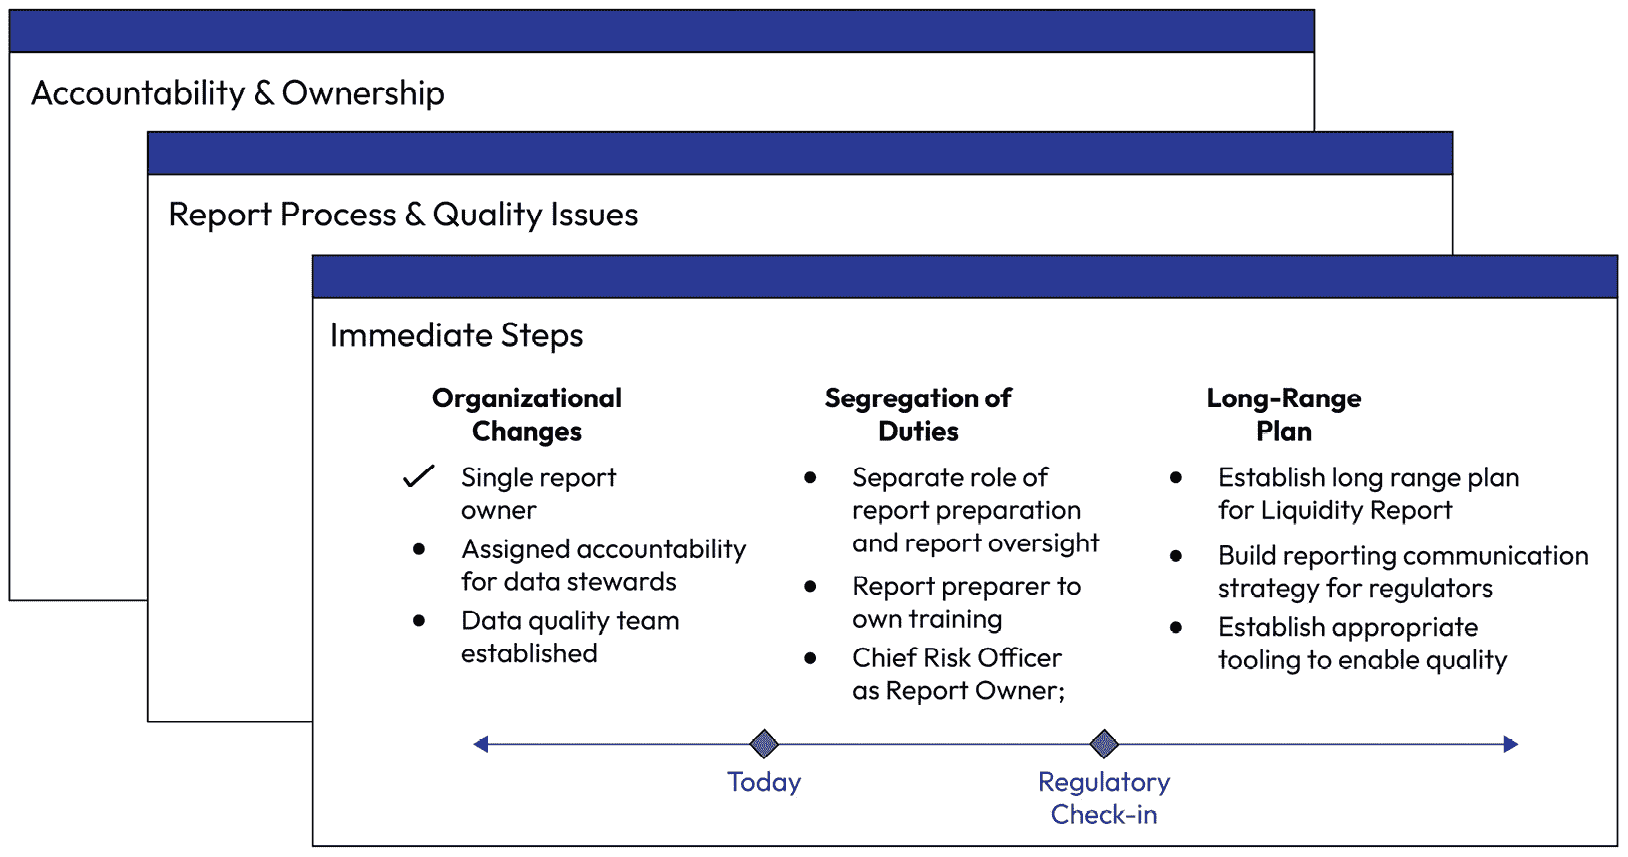 Accountability & Ownership
Report Process & Quality Issues
Immediate Steps
Organizational
Changes
Single report
owner
Assigned accountability
for data stewards
Data quality team
established
Segregation of
Duties
Separate role of
report preparation
and report oversight
Report preparer to
own training
Chief Risk Officer
as Report Owner;
Long-Range
Plan
Establish long range plan
for Liquidity Report
Build reporting communication
strategy for regulators
Establish appropriate
tooling to enable quality
Today
Regulatory
Check-in